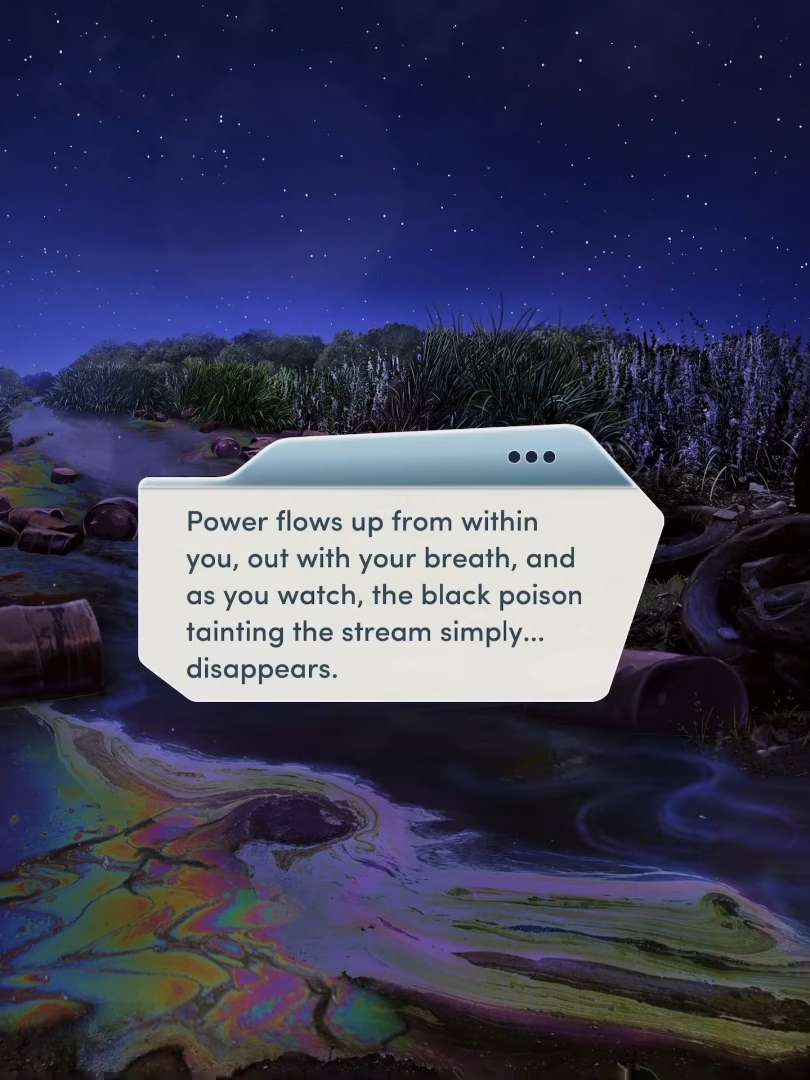 Power flows up from within
you, out with your breath, and
as you watch, the black poison
tainting the stream simply...
disappears.